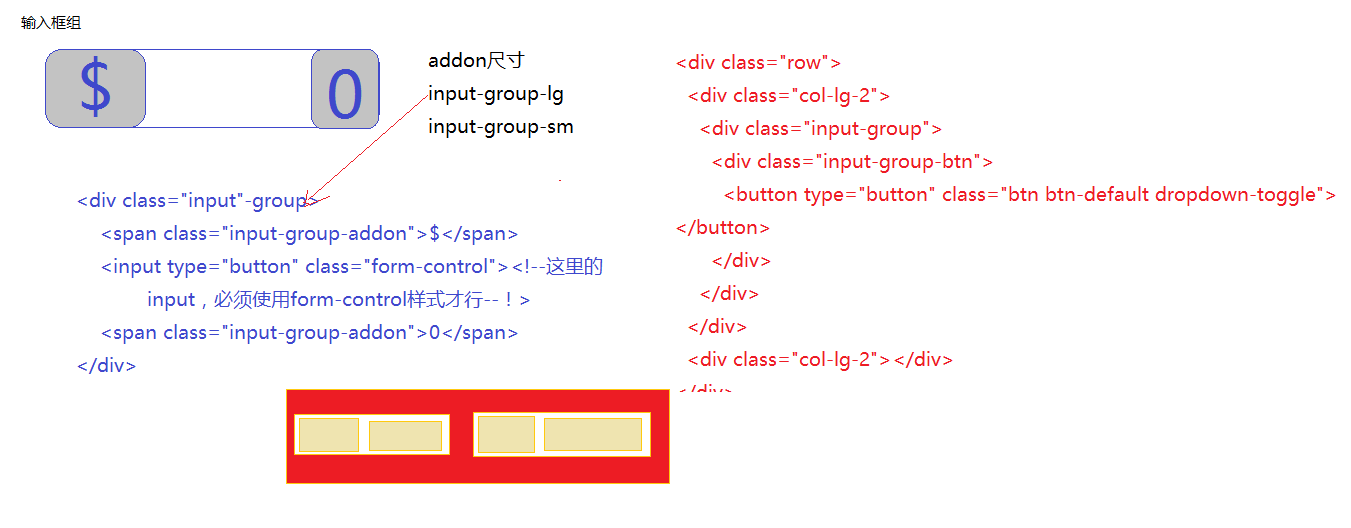 输入框组
$
0
addon尺寸
input-group-lg
input-group-sm
<div class="input"-group>
<span class="input-group-addon">$</span>
<input type="button" class="form-control"><!--这里的
input，必须使用form-control样式才行--！>
<span class="input-group-addon">0</span>
</div>
<div class="row">
<div class="col-lg-2">
<div class="input-group">
<div class="input-group-btn">
<button type="button" class="btn btn-default dropdown-toggle">
</button>
</div>
</div>
</div>
<div class="col-lg-2"></div>
</div>